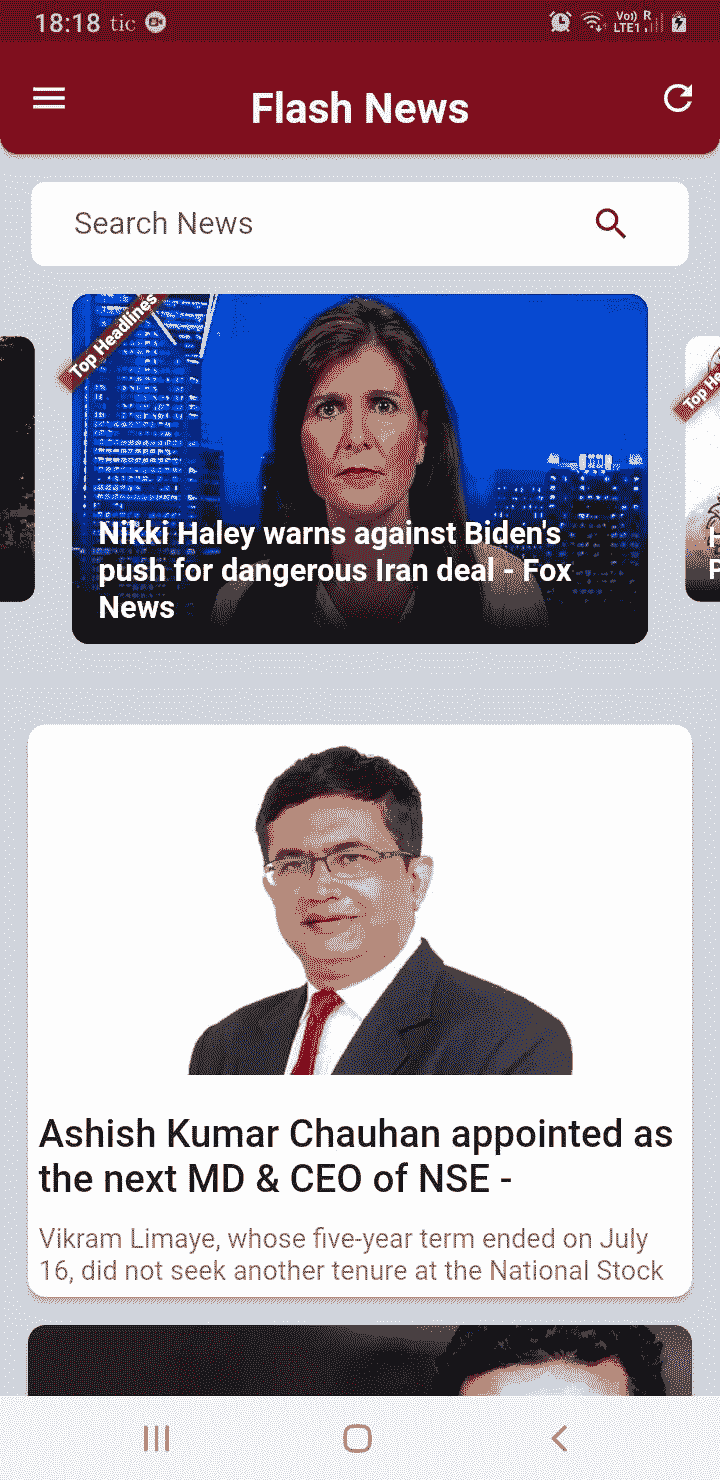 18:18 tic
Vo) R
LTE1
Flash News
Search News
Top Headlines
Nikki Haley warns against Biden's
push for dangerous Iran deal - Fox
News
Top He
H
P
Ashish Kumar Chauhan appointed as
the next MD & CEO of NSE -
Vikram Limaye, whose five-year term ended on July
16, did not seek another tenure at the National Stock